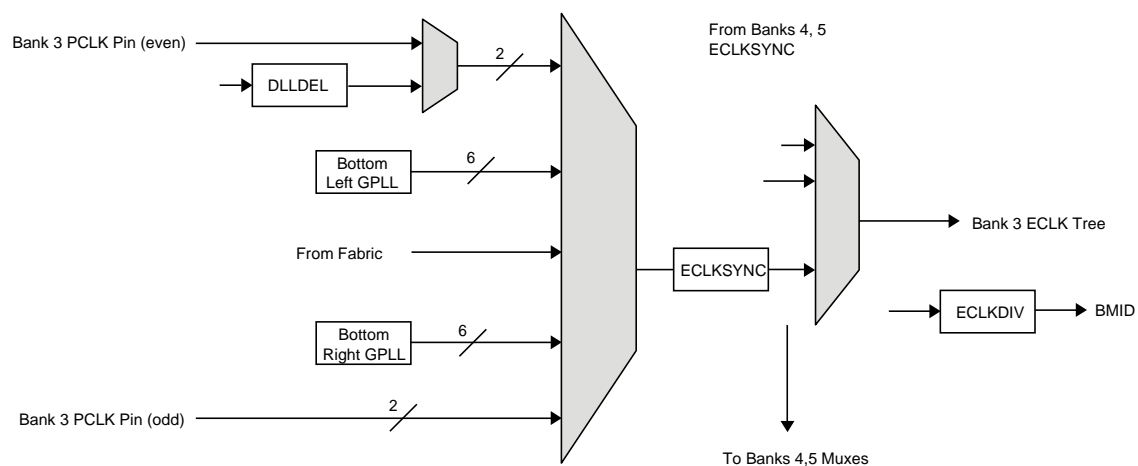 From Banks 4, 5
ECLKSYNC
Bank 3 PCLK Pin (even)
2
DLLDEL
Bottom
Left GPLL
6
Bank 3 ECLK Tree
From Fabric
ECLKSYNC
ECLKDIV
BMID
Bottom
Right GPLL
6
Bank 3 PCLK Pin (odd)
2
To Banks 4,5 Muxes